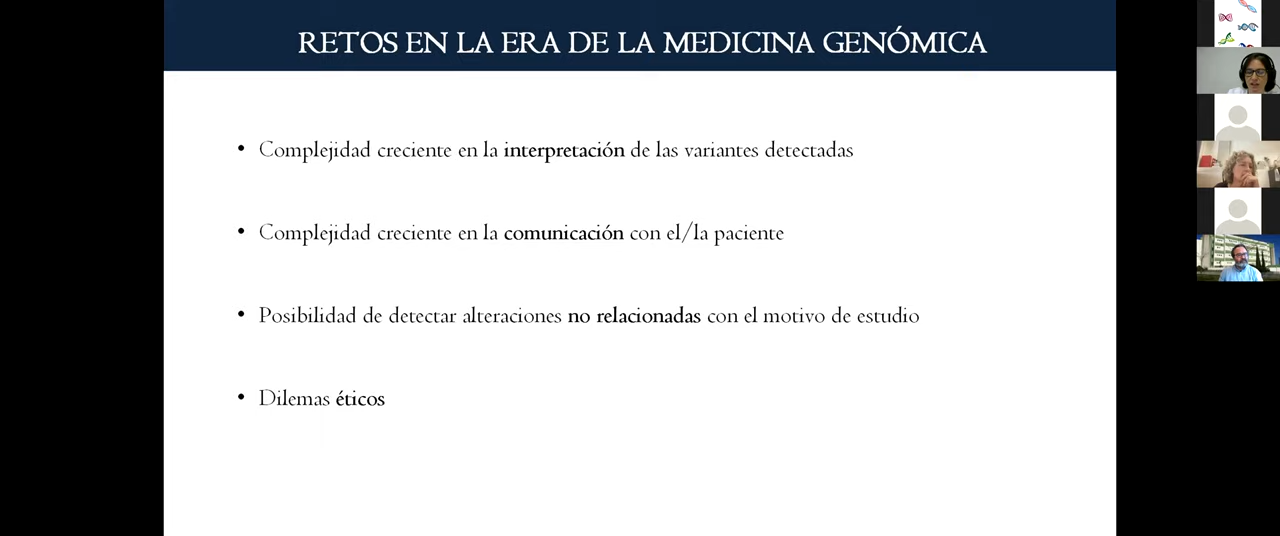 RETOS EN LA ERA DE LA MEDICINA GENÓMICA
• Complejidad creciente en la interpretación de las variantes detectadas
• Complejidad creciente en la comunicación con el/la paciente
• Posibilidad de detectar alteraciones no relacionadas con el motivo de estudio
• Dilemas éticos